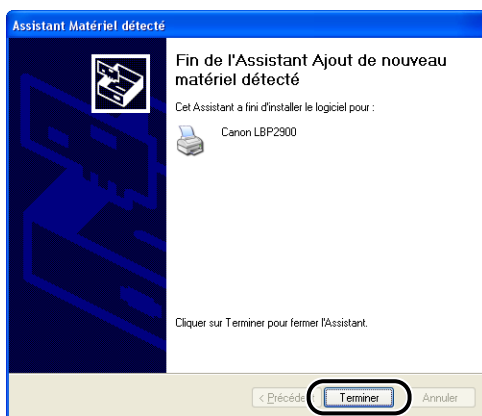 Assistant Matériel détecté
Fin de l'Assistant Ajout de nouveau
matériel détecté
Cet Assistant a fini d'installer le logiciel pour :
Canon LBP2900
Cliquer sur Terminer pour fermer l'Assistant.
< Précéde Terminer Annuler